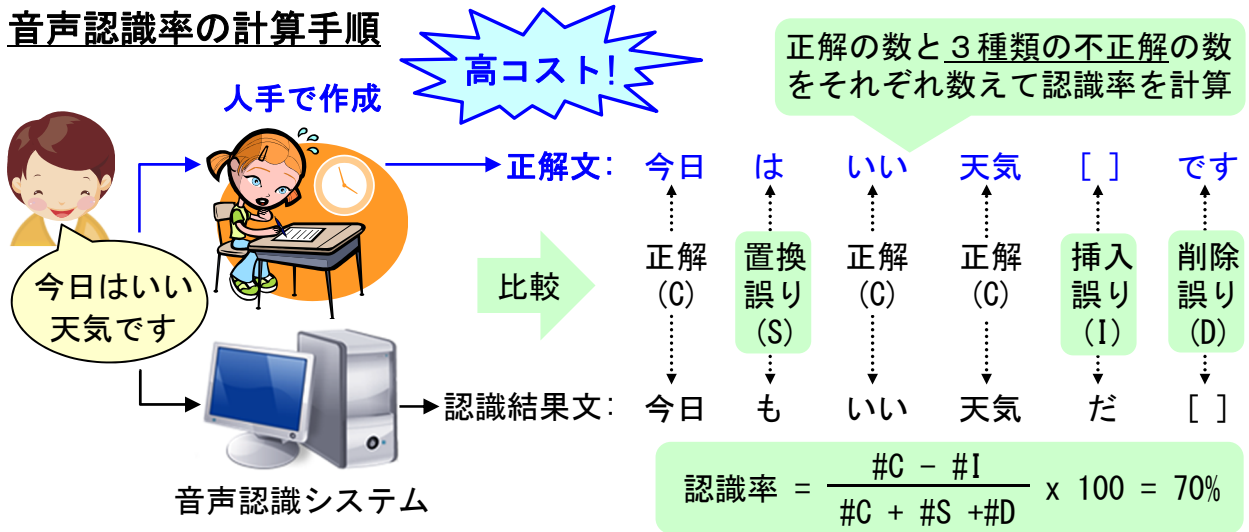 音声認識率の計算手順
高コスト!
正解の数と３種類の不正解の数
をそれぞれ数えて認識率を計算
人手で作成
正解文: 今日 は いい 天気 [ ] です
今日はいい
天気です
比較
正解 置換 正解 正解 挿入 削除
(C) 誤り (C) (C) 誤り 誤り
(S) (I) (D)
認識結果文: 今日 も いい 天気 だ [ ]
音声認識システム
認識率 = #C - #I / #C + #S +#D x 100 = 70%